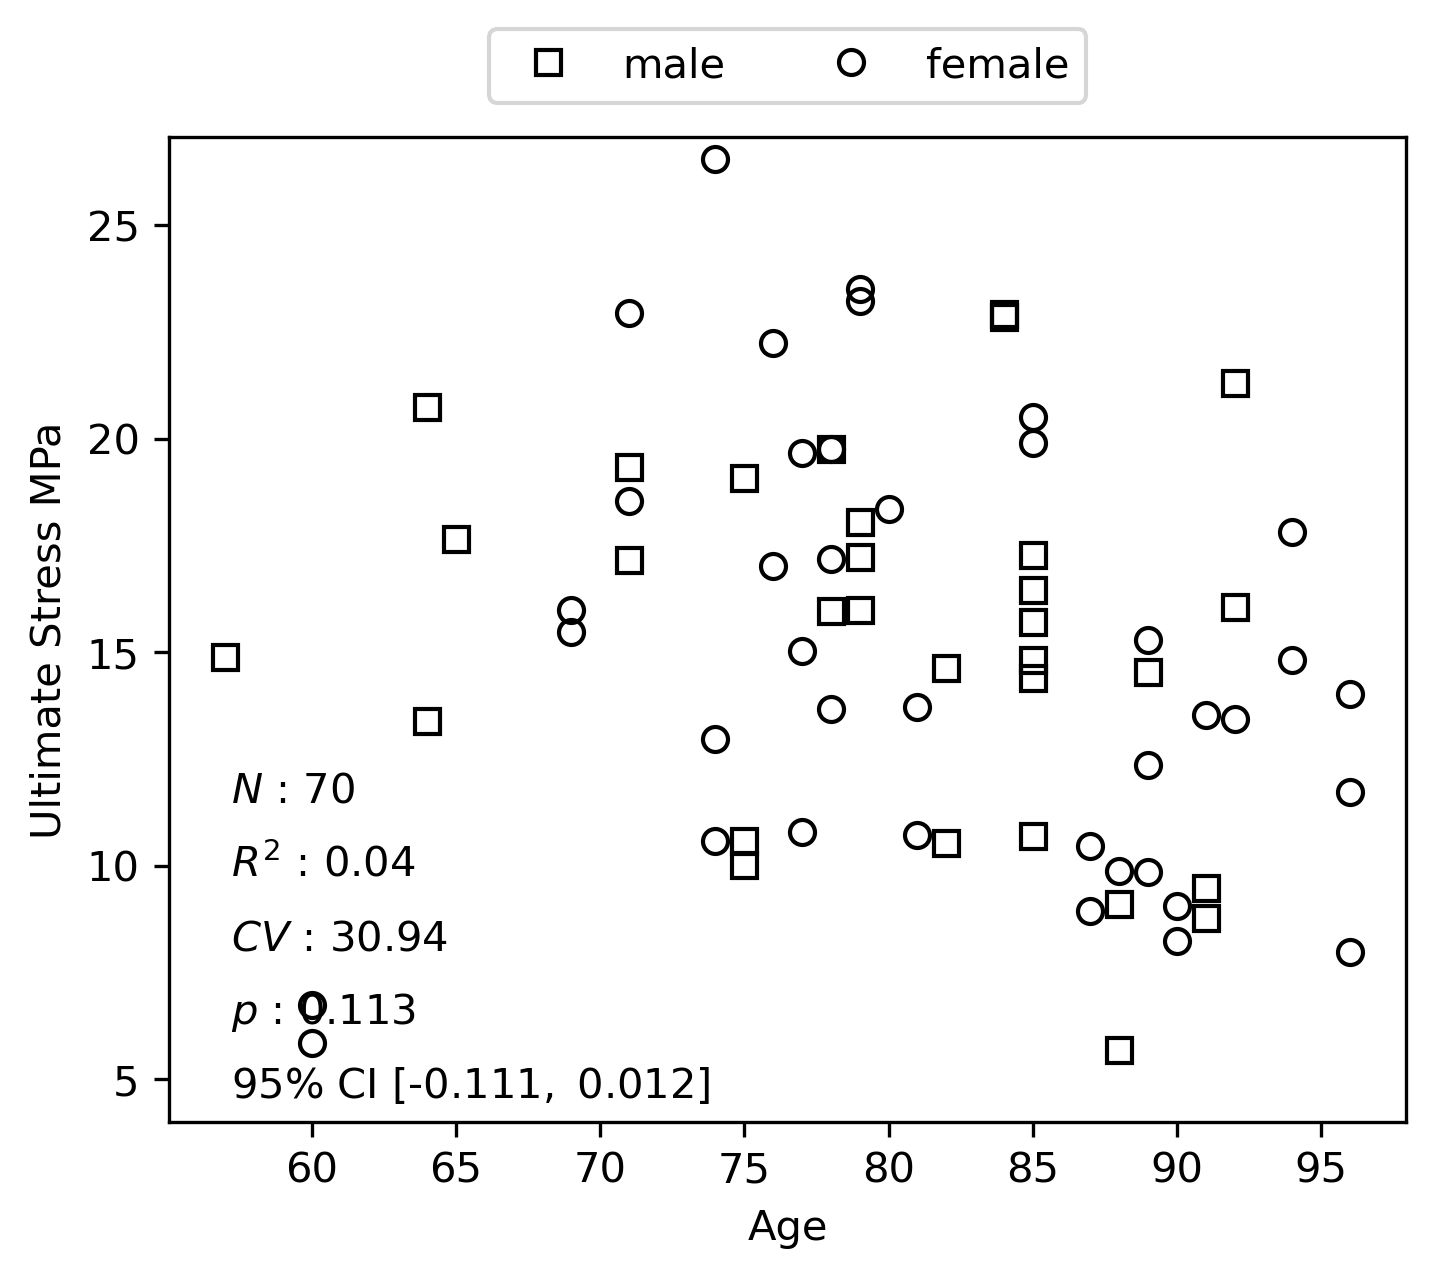 male female
25
20
15
10
5
Ultimate Stress MPa
N : 70
R² : 0.04
CV : 30.94
p : 0.113
95% CI [-0.111, 0.012]
60 65 70 75 80 85 90 95
Age